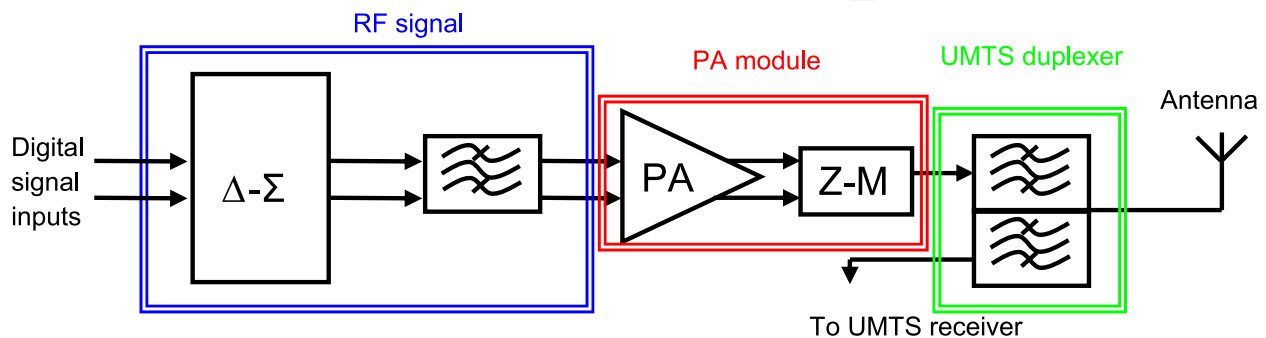 RF signal
PA module
UMTS duplexer
Antenna
Digital
signal
inputs
Δ-Σ
PA
Z-M
To UMTS receiver